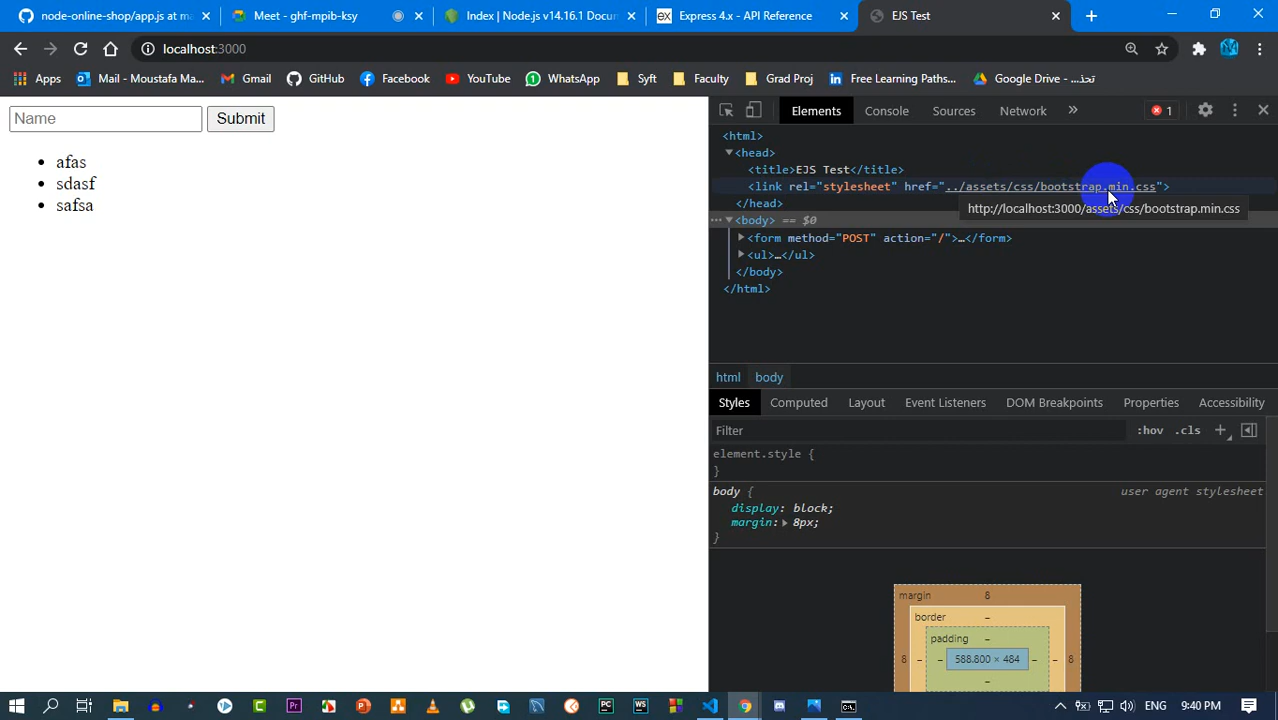 node-online-shop/app.js at ma
Meet - ghf-mpib-ksy
Index | Node.js v14.16.1 Docum
Express 4.x - API Reference
EJS Test
localhost:3000
Apps
Mail - Moustafa Ma...
Gmail
GitHub
Facebook
YouTube
WhatsApp
Syft
Faculty
Grad Proj
Free Learning Paths...
Google Drive - تحذ...
Name
Submit
afas
sdasf
safsa
Elements
Console
Sources
Network
1
<html>
<head>
<title>EJS Test</title>
<link rel="stylesheet" href="../assets/css/bootstrap.min.css">
</head>
http://localhost:3000/assets/css/bootstrap.min.css
<body> == $0
<form method="POST" action="/">…</form>
<ul>…</ul>
</body>
</html>
html
body
Styles
Computed
Layout
Event Listeners
DOM Breakpoints
Properties
Accessibility
Filter
:hov
.cls
element.style {
}
body {
user agent stylesheet
display: block;
margin: 8px;
}
margin
8
border
–
padding
–
8
–
–
588.800 × 484
–
–
8
–
ENG
9:40 PM